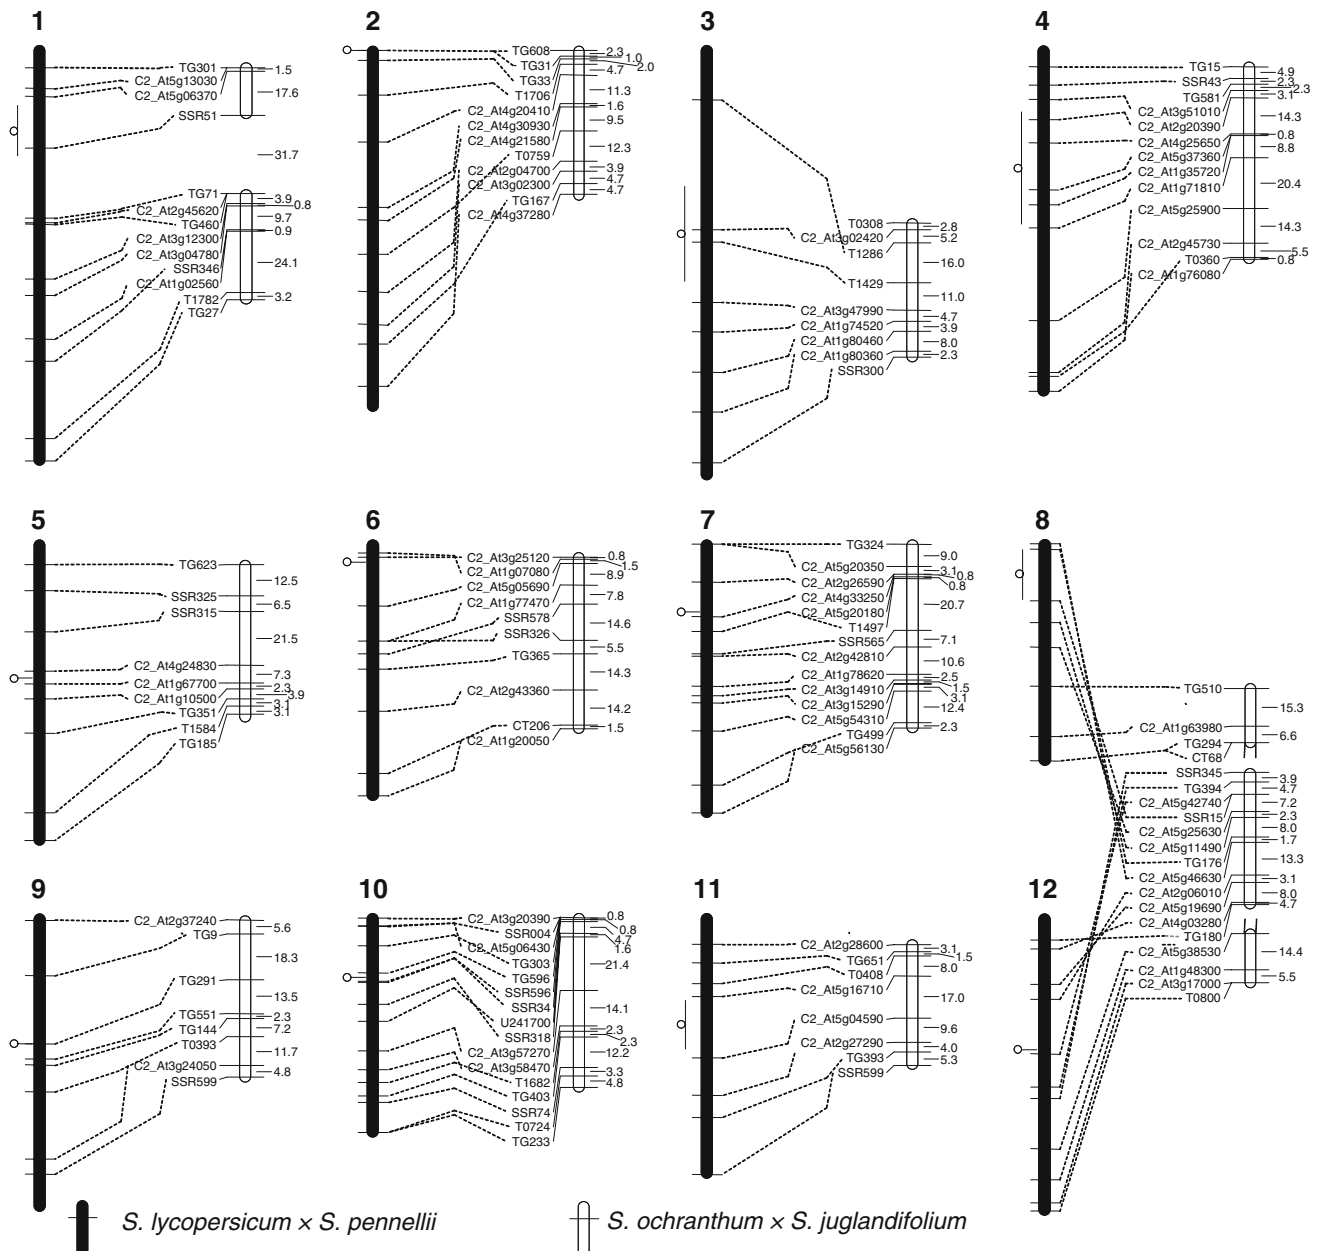 1
TG301
C2_At5g13030
C2_At5g06370
SSR51
TG71
C2_At2g45620
TG460
C2_At3g12300
C2_At3g04780
SSR346
C2_At1g02560
T1782
TG27
1.5
17.6
31.7
3.9
0.8
9.7
0.9
24.1
3.2
2
TG608
TG31
TG33
T1706
C2_At4g20410
C2_At4g30930
C2_At4g21580
T0759
C2_At2g04700
C2_At3g02300
TG167
C2_At4g37280
2.3
1.0
2.0
4.7
11.3
1.6
9.5
12.3
3.9
4.7
4.7
3
T0308
C2_At3g02420
T1286
T1429
C2_At3g47990
C2_At1g74520
C2_At1g80460
C2_At1g80360
SSR300
2.8
5.2
16.0
11.0
4.7
3.9
8.0
2.3
4
TG15
SSR43
TG581
C2_At3g51010
C2_At2g20390
C2_At4g25650
C2_At5g37360
C2_At1g35720
C2_At1g71810
C2_At5g25900
C2_At2g45730
T0360
C2_At1g76080
4.9
2.3
2.3
3.1
14.3
0.8
8.8
20.4
14.3
5.5
0.8
5
TG623
SSR325
SSR315
C2_At4g24830
C2_At1g67700
C2_At1g10500
TG351
T1584
TG185
12.5
6.5
21.5
7.3
2.3
3.9
3.1
3.1
6
C2_At3g25120
C2_At1g07080
C2_At5g05690
C2_At1g77470
SSR578
SSR326
TG365
C2_At2g43360
CT206
C2_At1g20050
0.8
1.5
8.9
7.8
14.6
5.5
14.3
14.2
1.5
7
TG324
C2_At5g20350
C2_At2g26590
C2_At4g33250
C2_At5g20180
T1497
SSR565
C2_At2g42810
C2_At1g78620
C2_At3g14910
C2_At3g15290
C2_At5g54310
TG499
C2_At5g56130
9.0
3.1
0.8
0.8
20.7
7.1
10.6
2.5
1.5
3.1
12.4
2.3
8
TG510
C2_At1g63980
TG294
CT68
15.3
6.6
SSR345
TG394
C2_At5g42740
SSR15
C2_At5g25630
C2_At5g11490
TG176
C2_At5g46630
C2_At2g06010
C2_At5g19690
C2_At4g03280
TG180
C2_At5g38530
C2_At1g48300
C2_At3g17000
T0800
3.9
4.7
7.2
2.3
8.0
1.7
13.3
3.1
8.0
4.7
14.4
5.5
9
C2_At2g37240
TG9
TG291
TG551
TG144
T0393
C2_At3g24050
SSR599
5.6
18.3
13.5
2.3
7.2
11.7
4.8
10
C2_At3g20390
SSR004
C2_At5g06430
TG303
TG596
SSR596
SSR34
U241700
SSR318
C2_At3g57270
C2_At3g58470
T1682
TG403
SSR74
T0724
TG233
0.8
0.8
4.7
1.6
21.4
14.1
2.3
2.3
12.2
3.3
4.8
11
C2_At2g28600
TG651
T0408
C2_At5g16710
C2_At5g04590
C2_At2g27290
TG393
SSR599
3.1
1.5
8.0
17.0
9.6
4.0
5.3
12
S. lycopersicum × S. pennellii
S. ochranthum × S. juglandifolium